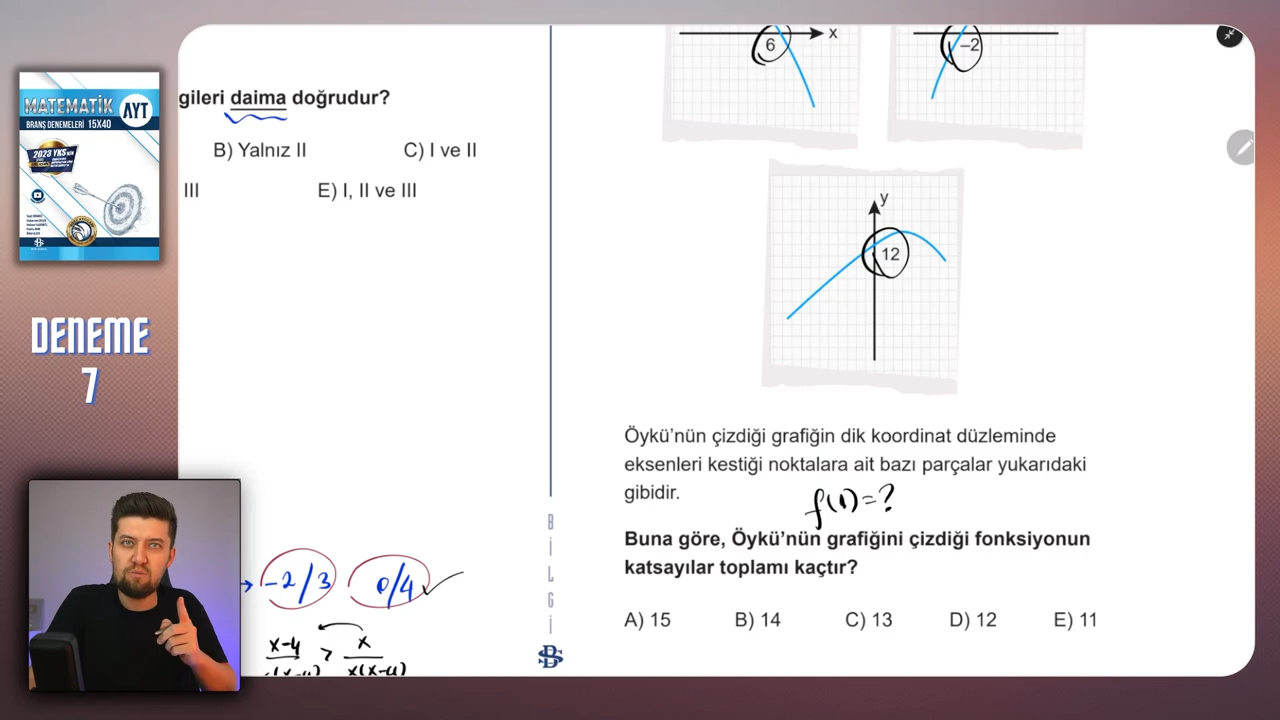 MATEMATİK
AYT
BRANŞ DENEMELERİ 15X40
DENEME
7
gileri daima doğrudur?
B) Yalnız II
C) I ve II
III
E) I, II ve III
-2/3
0/4
x-4
>
x
x(x-4)
x
6
-2
y
12
Öykü'nün çizdiği grafiğin dik koordinat düzleminde
eksenleri kestiği noktalara ait bazı parçalar yukarıdaki
gibidir.
f(1)=?
Buna göre, Öykü'nün grafiğini çizdiği fonksiyonun
katsayılar toplamı kaçtır?
A) 15
B) 14
C) 13
D) 12
E) 11
BİLGİ